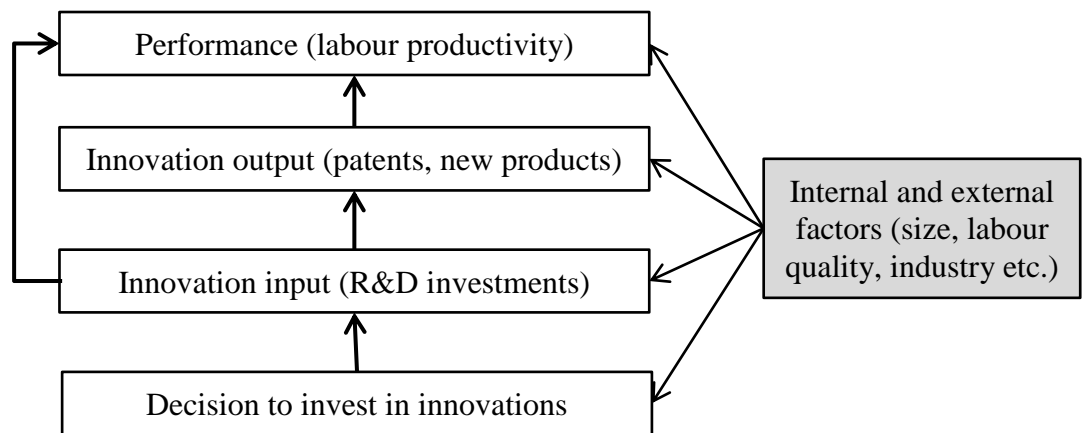 Performance (labour productivity)
Innovation output (patents, new products)
Innovation input (R&D investments)
Decision to invest in innovations
Internal and external
factors (size, labour
quality, industry etc.)